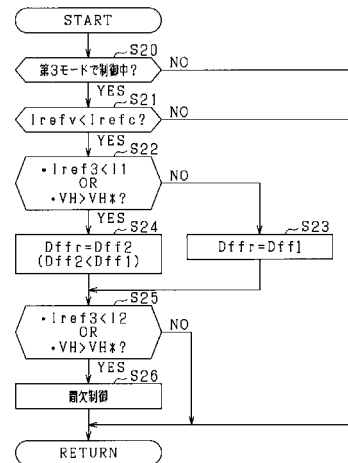 START
S20
第3モードで制御中?
NO
YES
S21
Irefv<Irefc?
NO
YES
S22
・Iref3<I1
OR
・VH>VH*?
NO
YES
S24
Dffr=Dff2
(Dff2<Dff1)
S23
Dffr=Dff1
S25
・Iref3<I2
OR
・VH>VH*?
NO
YES
S26
間欠制御
RETURN